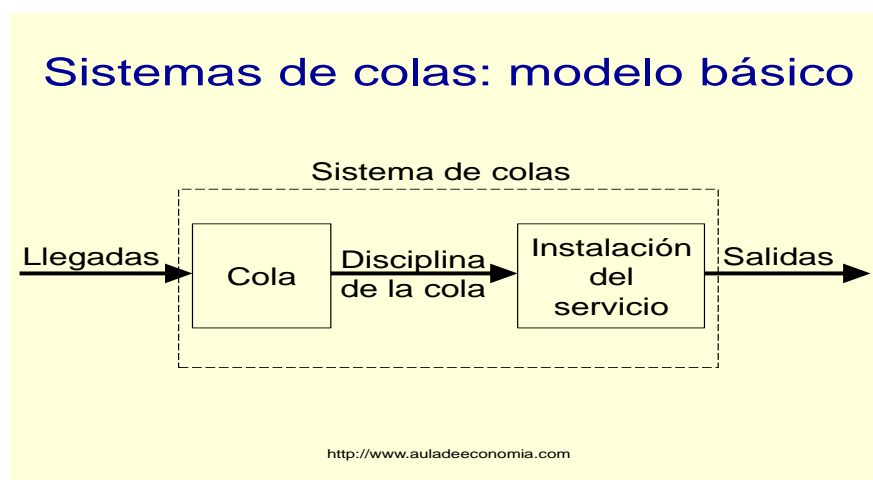 Sistemas de colas: modelo básico
Sistema de colas
Llegadas
Cola
Disciplina
de la cola
Instalación
del
servicio
Salidas
http://www.auladeeconomia.com